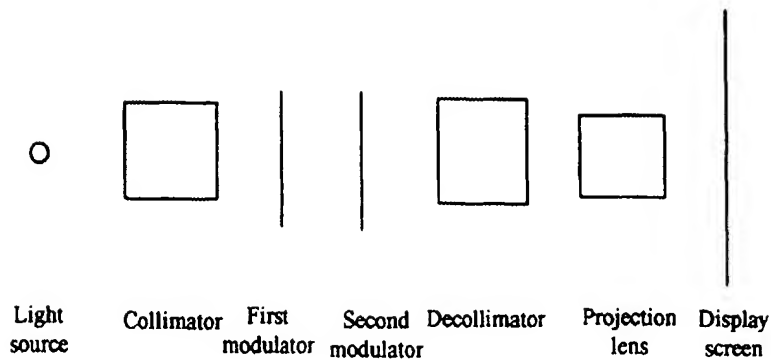 Light source
Collimator
First modulator
Second modulator
Decollimator
Projection lens
Display screen